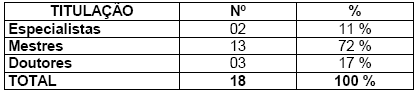 TITULAÇÃO Nº %
Especialistas 02 11 %
Mestres 13 72 %
Doutores 03 17 %
TOTAL 18 100 %